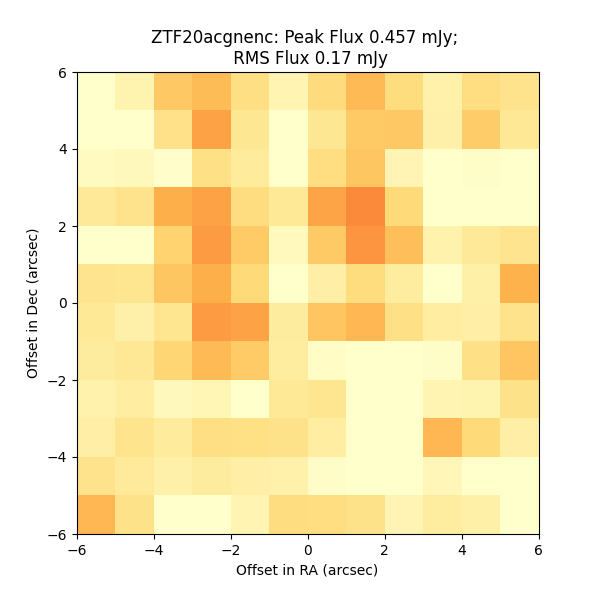 ZTF20acgnenc: Peak Flux 0.457 mJy;
RMS Flux 0.17 mJy
6
4
2
0
−2
−4
−6
Offset in Dec (arcsec)
−6 −4 −2 0 2 4 6
Offset in RA (arcsec)